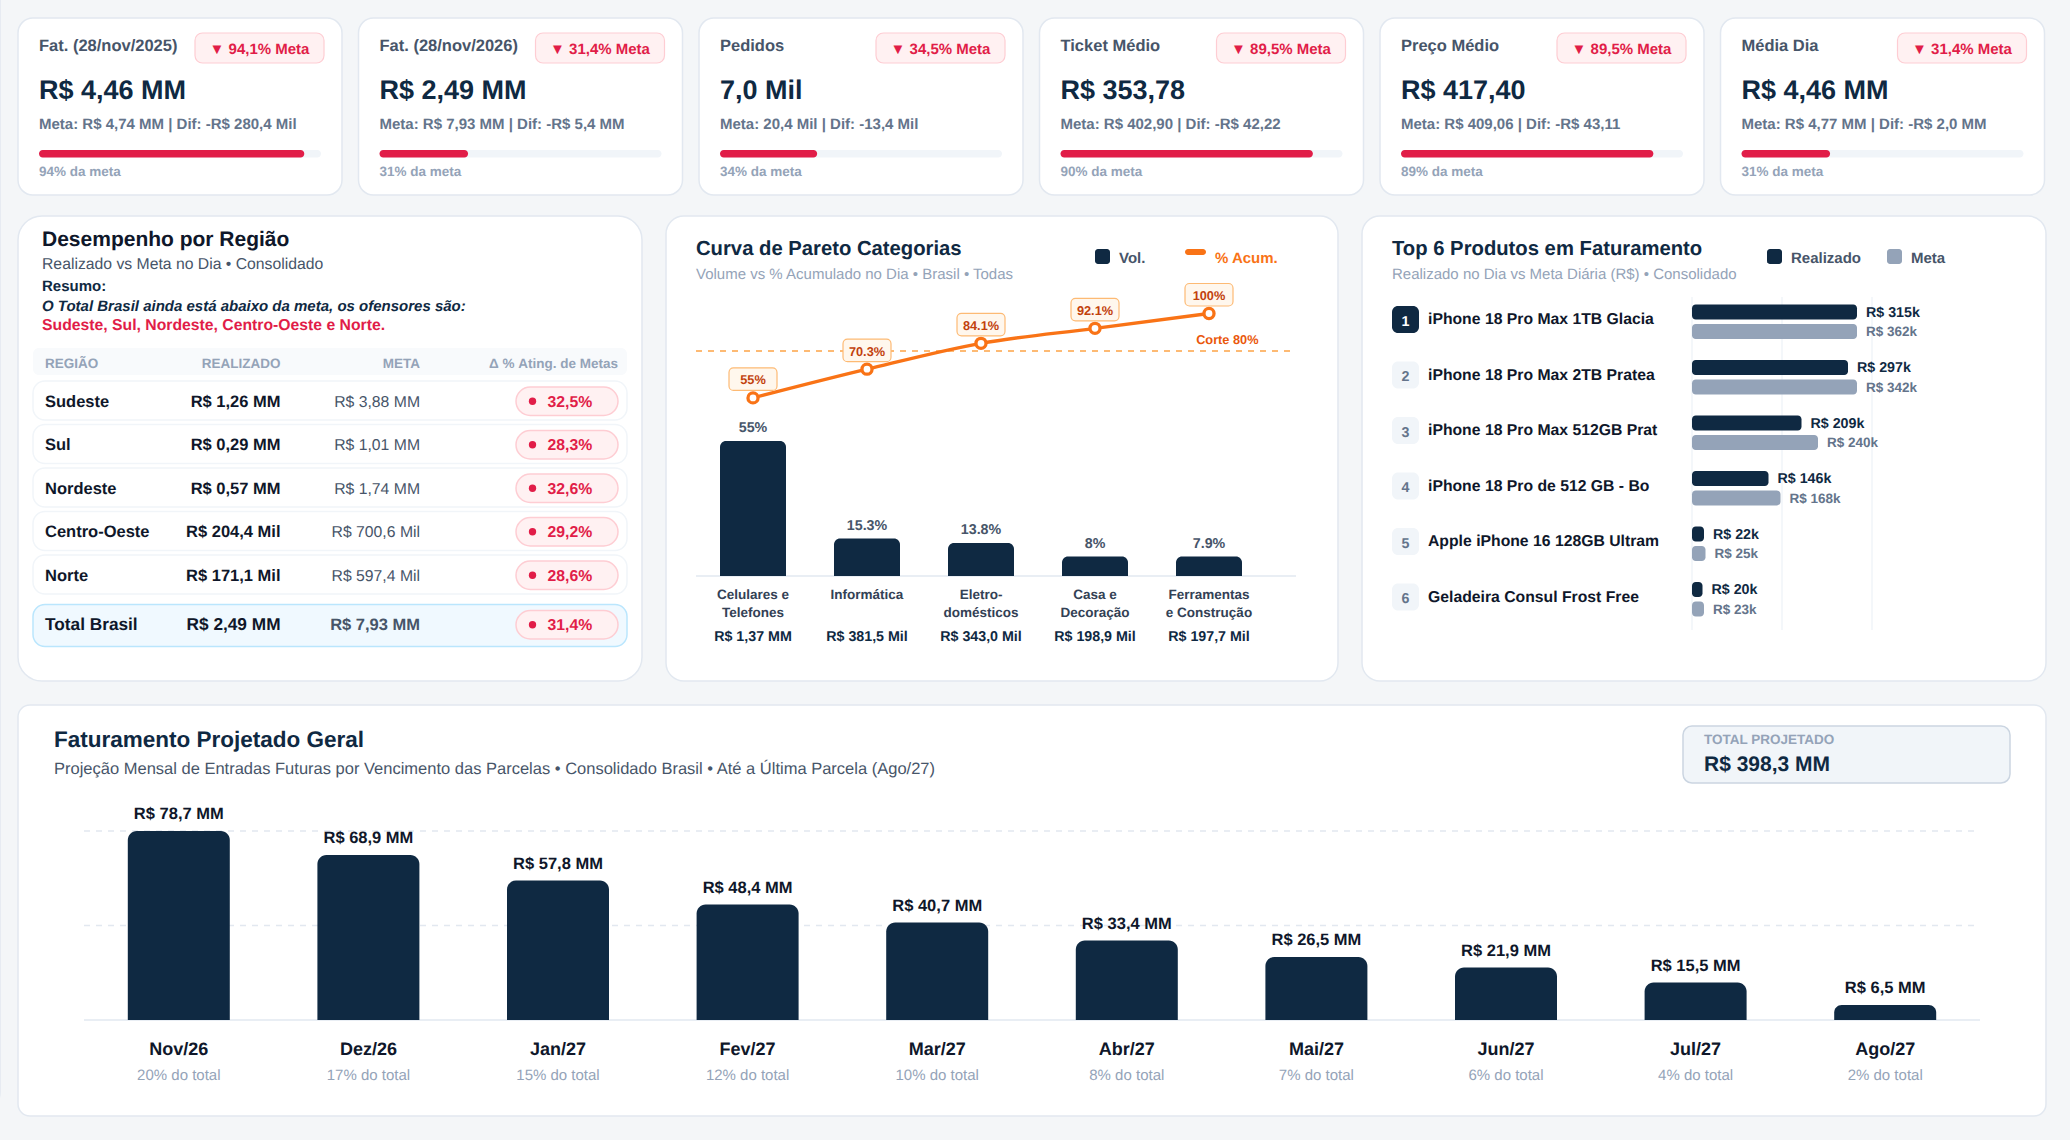 Fat. (28/nov/2025)
▼ 94,1% Meta
R$ 4,46 MM
Meta: R$ 4,74 MM | Dif: -R$ 280,4 Mil
94% da meta
Fat. (28/nov/2026)
▼ 31,4% Meta
R$ 2,49 MM
Meta: R$ 7,93 MM | Dif: -R$ 5,4 MM
31% da meta
Pedidos
▼ 34,5% Meta
7,0 Mil
Meta: 20,4 Mil | Dif: -13,4 Mil
34% da meta
Ticket Médio
▼ 89,5% Meta
R$ 353,78
Meta: R$ 402,90 | Dif: -R$ 42,22
90% da meta
Preço Médio
▼ 89,5% Meta
R$ 417,40
Meta: R$ 409,06 | Dif: -R$ 43,11
89% da meta
Média Dia
▼ 31,4% Meta
R$ 4,46 MM
Meta: R$ 4,77 MM | Dif: -R$ 2,0 MM
31% da meta
Desempenho por Região
Realizado vs Meta no Dia • Consolidado
Resumo:
O Total Brasil ainda está abaixo da meta, os ofensores são:
Sudeste, Sul, Nordeste, Centro-Oeste e Norte.
REGIÃO REALIZADO META Δ % Ating. de Metas
Sudeste R$ 1,26 MM R$ 3,88 MM 32,5%
Sul R$ 0,29 MM R$ 1,01 MM 28,3%
Nordeste R$ 0,57 MM R$ 1,74 MM 32,6%
Centro-Oeste R$ 204,4 Mil R$ 700,6 Mil 29,2%
Norte R$ 171,1 Mil R$ 597,4 Mil 28,6%
Total Brasil R$ 2,49 MM R$ 7,93 MM 31,4%
Curva de Pareto Categorias
Volume vs % Acumulado no Dia • Brasil • Todas
Vol. % Acum.
55% 70.3% 84.1% 92.1% 100%
Corte 80%
55% 15.3% 13.8% 8% 7.9%
Celulares e Telefones
R$ 1,37 MM
Informática
R$ 381,5 Mil
Eletro-
domésticos
R$ 343,0 Mil
Casa e
Decoração
R$ 198,9 Mil
Ferramentas
e Construção
R$ 197,7 Mil
Top 6 Produtos em Faturamento
Realizado no Dia vs Meta Diária (R$) • Consolidado
Realizado Meta
1 iPhone 18 Pro Max 1TB Glacia R$ 315k
R$ 362k
2 iPhone 18 Pro Max 2TB Pratea R$ 297k
R$ 342k
3 iPhone 18 Pro Max 512GB Prat R$ 209k
R$ 240k
4 iPhone 18 Pro de 512 GB - Bo R$ 146k
R$ 168k
5 Apple iPhone 16 128GB Ultram R$ 22k
R$ 25k
6 Geladeira Consul Frost Free R$ 20k
R$ 23k
Faturamento Projetado Geral
Projeção Mensal de Entradas Futuras por Vencimento das Parcelas • Consolidado Brasil • Até a Última Parcela (Ago/27)
TOTAL PROJETADO
R$ 398,3 MM
R$ 78,7 MM R$ 68,9 MM R$ 57,8 MM R$ 48,4 MM R$ 40,7 MM R$ 33,4 MM R$ 26,5 MM R$ 21,9 MM R$ 15,5 MM R$ 6,5 MM
Nov/26 Dez/26 Jan/27 Fev/27 Mar/27 Abr/27 Mai/27 Jun/27 Jul/27 Ago/27
20% do total 17% do total 15% do total 12% do total 10% do total 8% do total 7% do total 6% do total 4% do total 2% do total